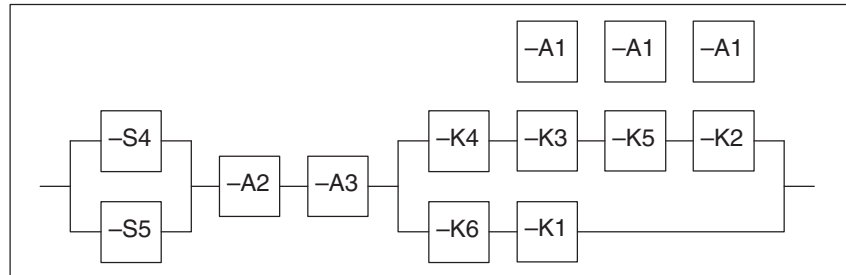 –A1 –A1 –A1
–S4 –K4 –K3 –K5 –K2
–A2 –A3
–S5 –K6 –K1